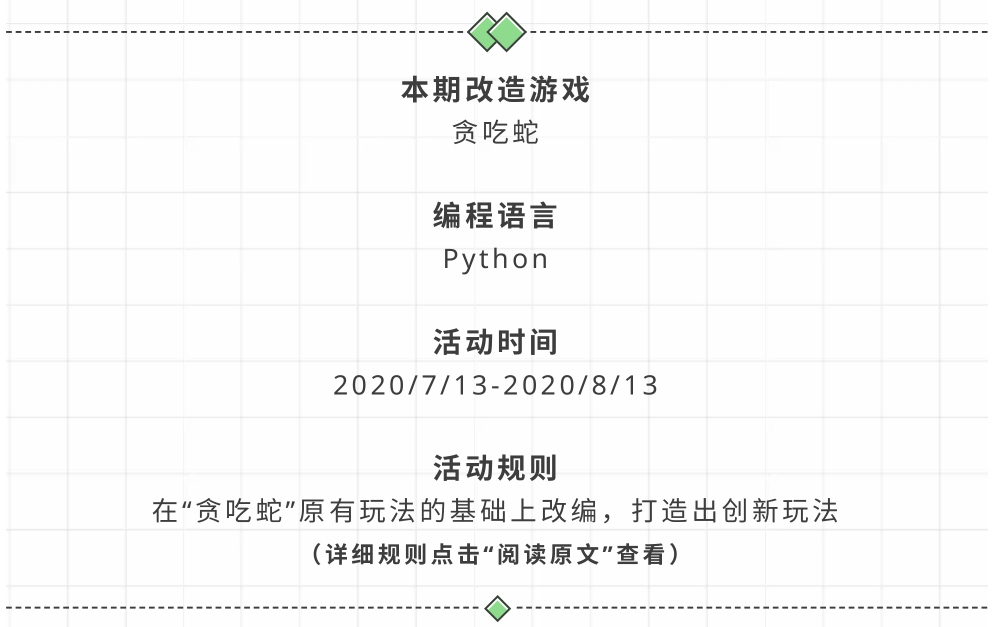 本期改造游戏
贪吃蛇
编程语言
Python
活动时间
2020/7/13-2020/8/13
活动规则
在“贪吃蛇”原有玩法的基础上改编，打造出创新玩法
（详细规则点击“阅读原文”查看）